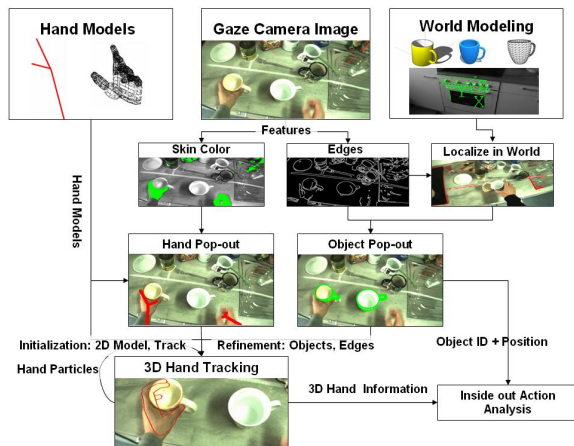 Hand Models
Gaze Camera Image
World Modeling
Features
Skin Color
Edges
Localize in World
Hand Models
Hand Pop-out
Object Pop-out
Initialization: 2D Model, Track
Refinement: Objects, Edges
Object ID + Position
Hand Particles
3D Hand Tracking
3D Hand Information
Inside out Action
Analysis